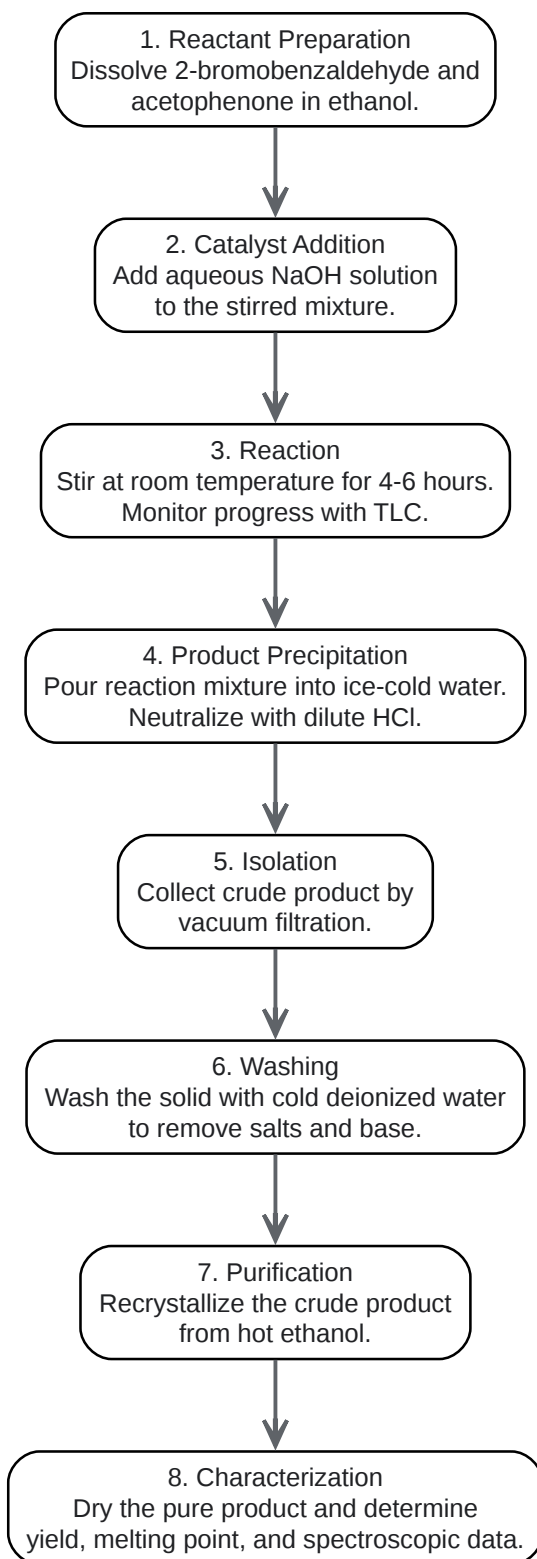 1. Reactant Preparation
Dissolve 2-bromobenzaldehyde and
acetophenone in ethanol.
2. Catalyst Addition
Add aqueous NaOH solution
to the stirred mixture.
3. Reaction
Stir at room temperature for 4-6 hours.
Monitor progress with TLC.
4. Product Precipitation
Pour reaction mixture into ice-cold water.
Neutralize with dilute HCl.
5. Isolation
Collect crude product by
vacuum filtration.
6. Washing
Wash the solid with cold deionized water
to remove salts and base.
7. Purification
Recrystallize the crude product
from hot ethanol.
8. Characterization
Dry the pure product and determine
yield, melting point, and spectroscopic data.